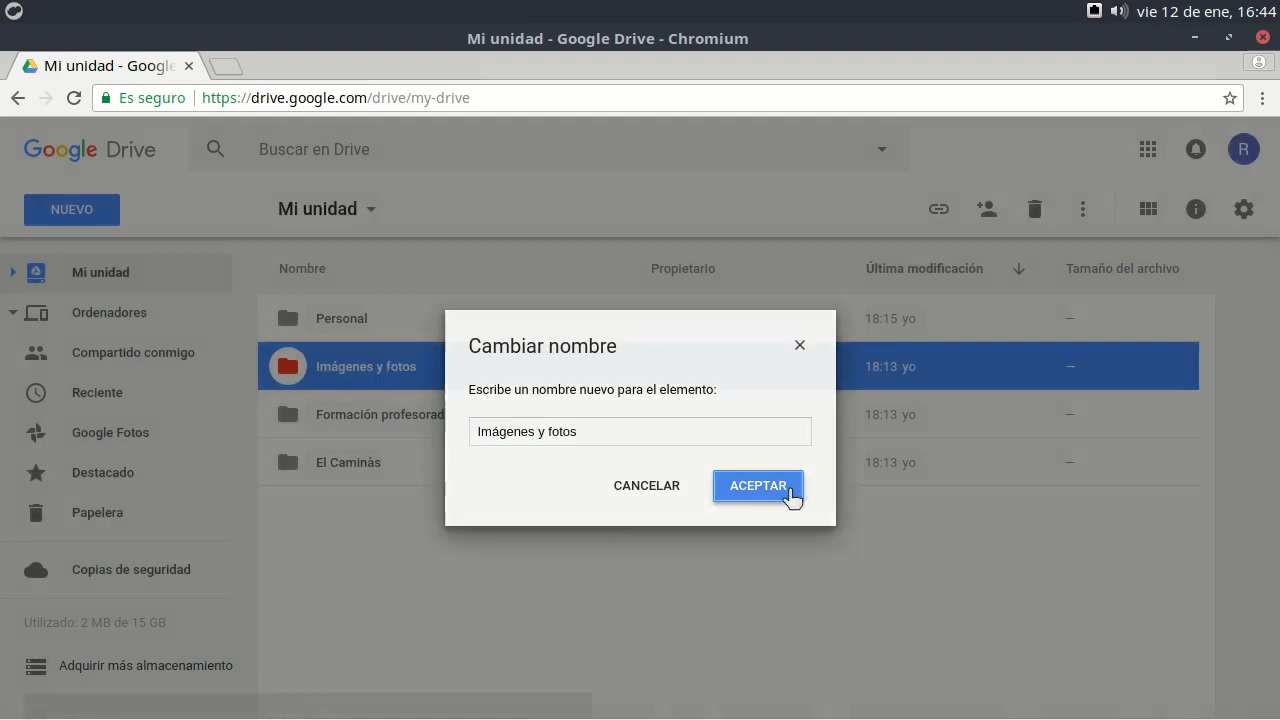 vie 12 de ene, 16:44
Mi unidad - Google Drive - Chromium
Mi unidad - Google
Es seguro https://drive.google.com/drive/my-drive
Google Drive Buscar en Drive R
NUEVO Mi unidad
Mi unidad
Ordenadores
Compartido conmigo
Reciente
Google Fotos
Destacado
Papelera
Copias de seguridad
Utilizado: 2 MB de 15 GB
Adquirir más almacenamiento
Nombre Propietario Última modificación Tamaño del archivo
Personal 18:15 yo —
Imágenes y fotos 18:13 yo —
Formación profesorad 18:13 yo —
El Caminàs 18:13 yo —
Cambiar nombre
Escribe un nombre nuevo para el elemento:
Imágenes y fotos
CANCELAR ACEPTAR